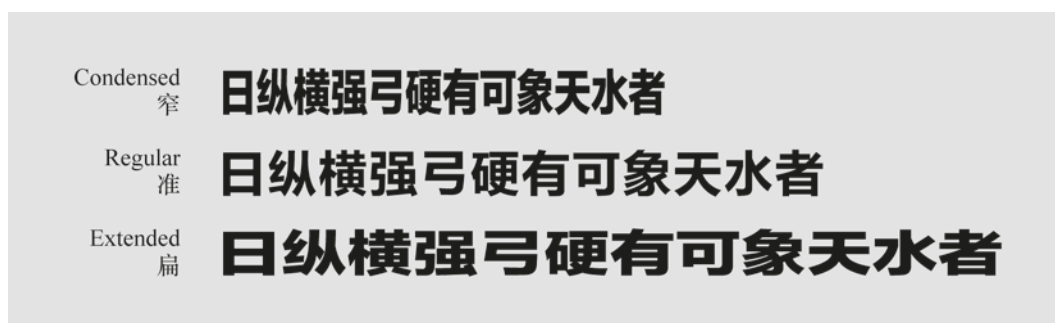 Condensed
窄
日纵横强弓硬有可象天水者
Regular
准
日纵横强弓硬有可象天水者
Extended
扁
日纵横强弓硬有可象天水者